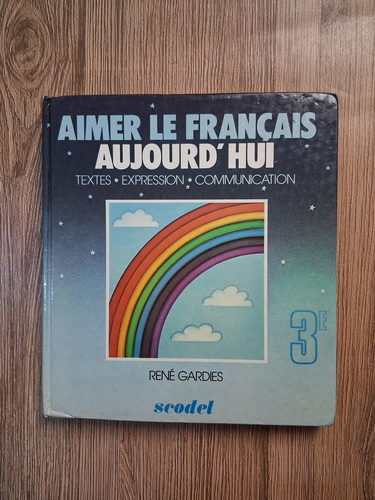 AIMER LE FRANÇAIS
AUJOURD'HUI
TEXTES • EXPRESSION • COMMUNICATION
3E
RENÉ GARDIES
scodel